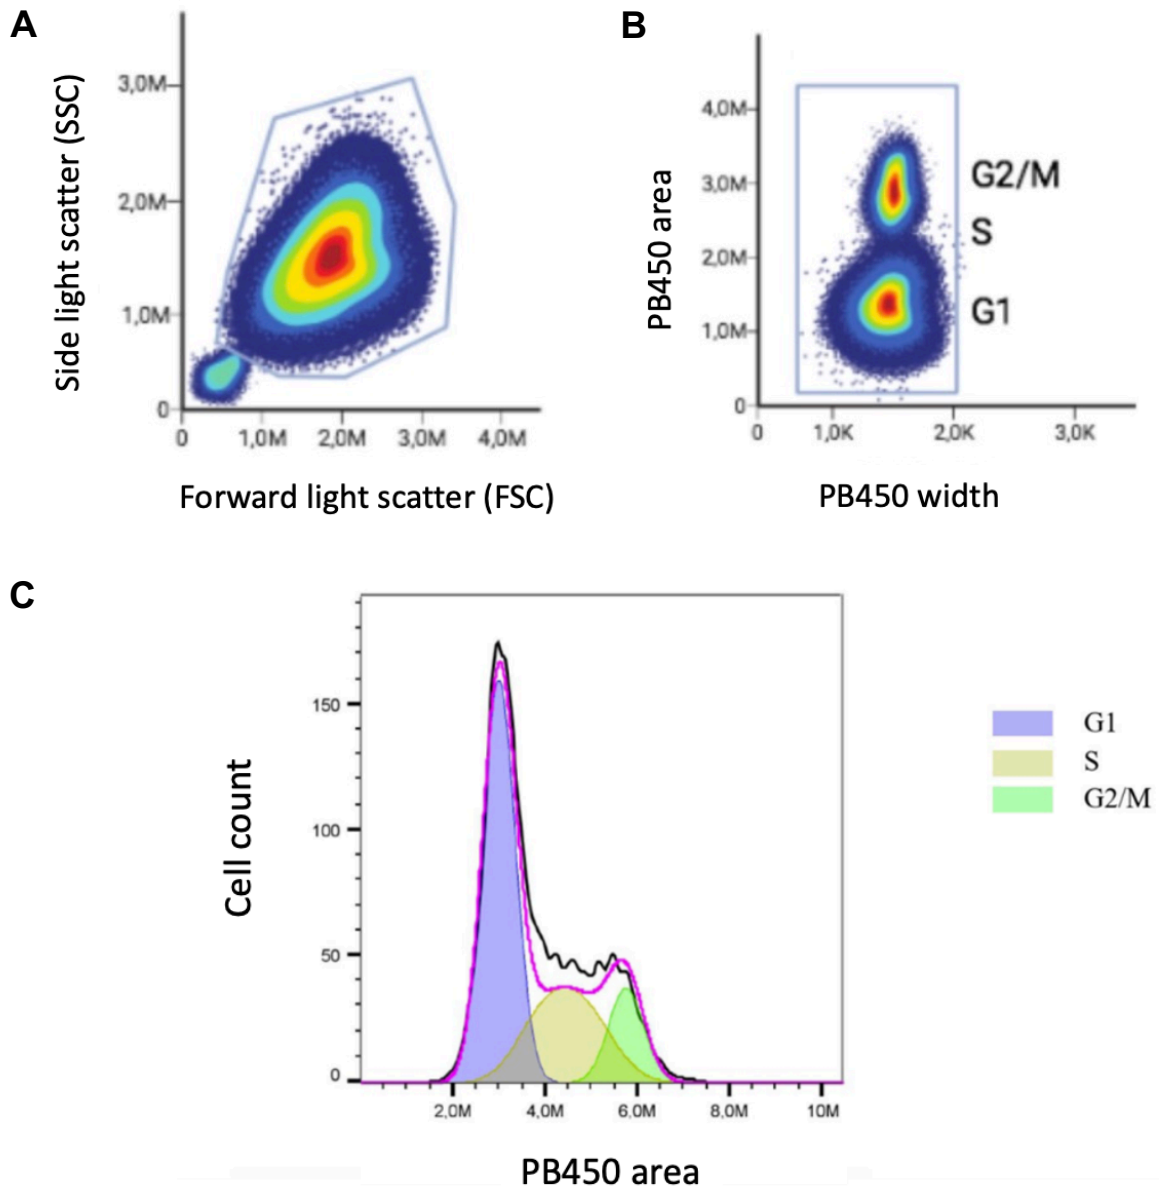 A
Side light scatter (SSC)
3,0M
2,0M
1,0M
0
0 1,0M 2,0M 3,0M 4,0M
Forward light scatter (FSC)
B
PB450 area
4,0M
3,0M
2,0M
1,0M
0
G2/M
S
G1
0 1,0K 2,0K 3,0K
PB450 width
C
Cell count
150
100
50
0
2,0M 4,0M 6,0M 8,0M 10M
PB450 area
G1
S
G2/M